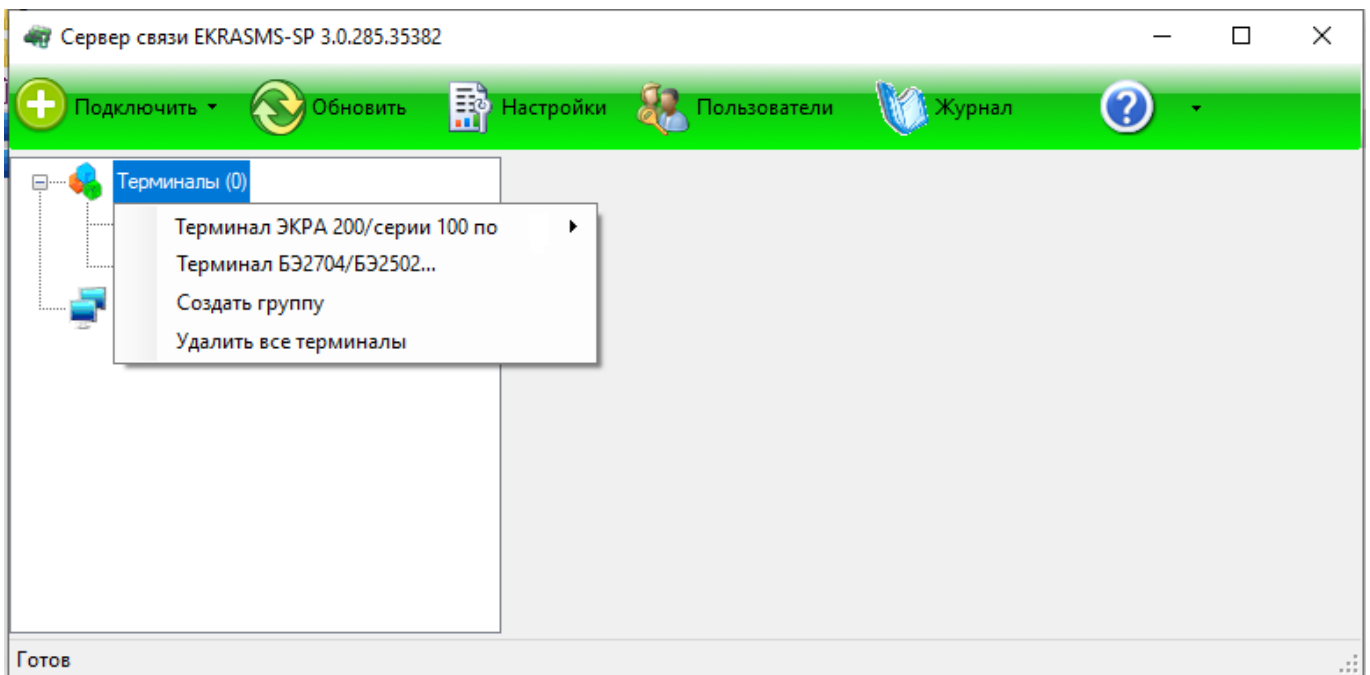 Сервер связи EKRASMS-SP 3.0.285.35382
Подключить Обновить Настройки Пользователи Журнал
Терминалы (0)
Терминал ЭКРА 200/серии 100 по
Терминал БЭ2704/БЭ2502...
Создать группу
Удалить все терминалы
Готов